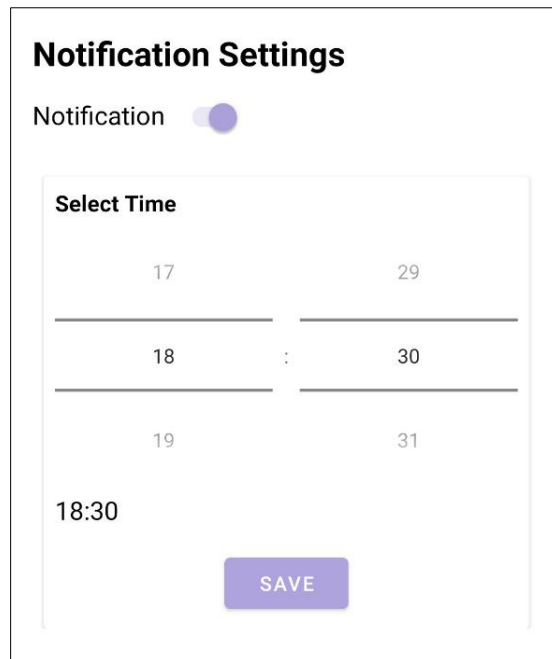 Notification Settings
Notification
Select Time
17 29
18 : 30
19 31
18:30
SAVE